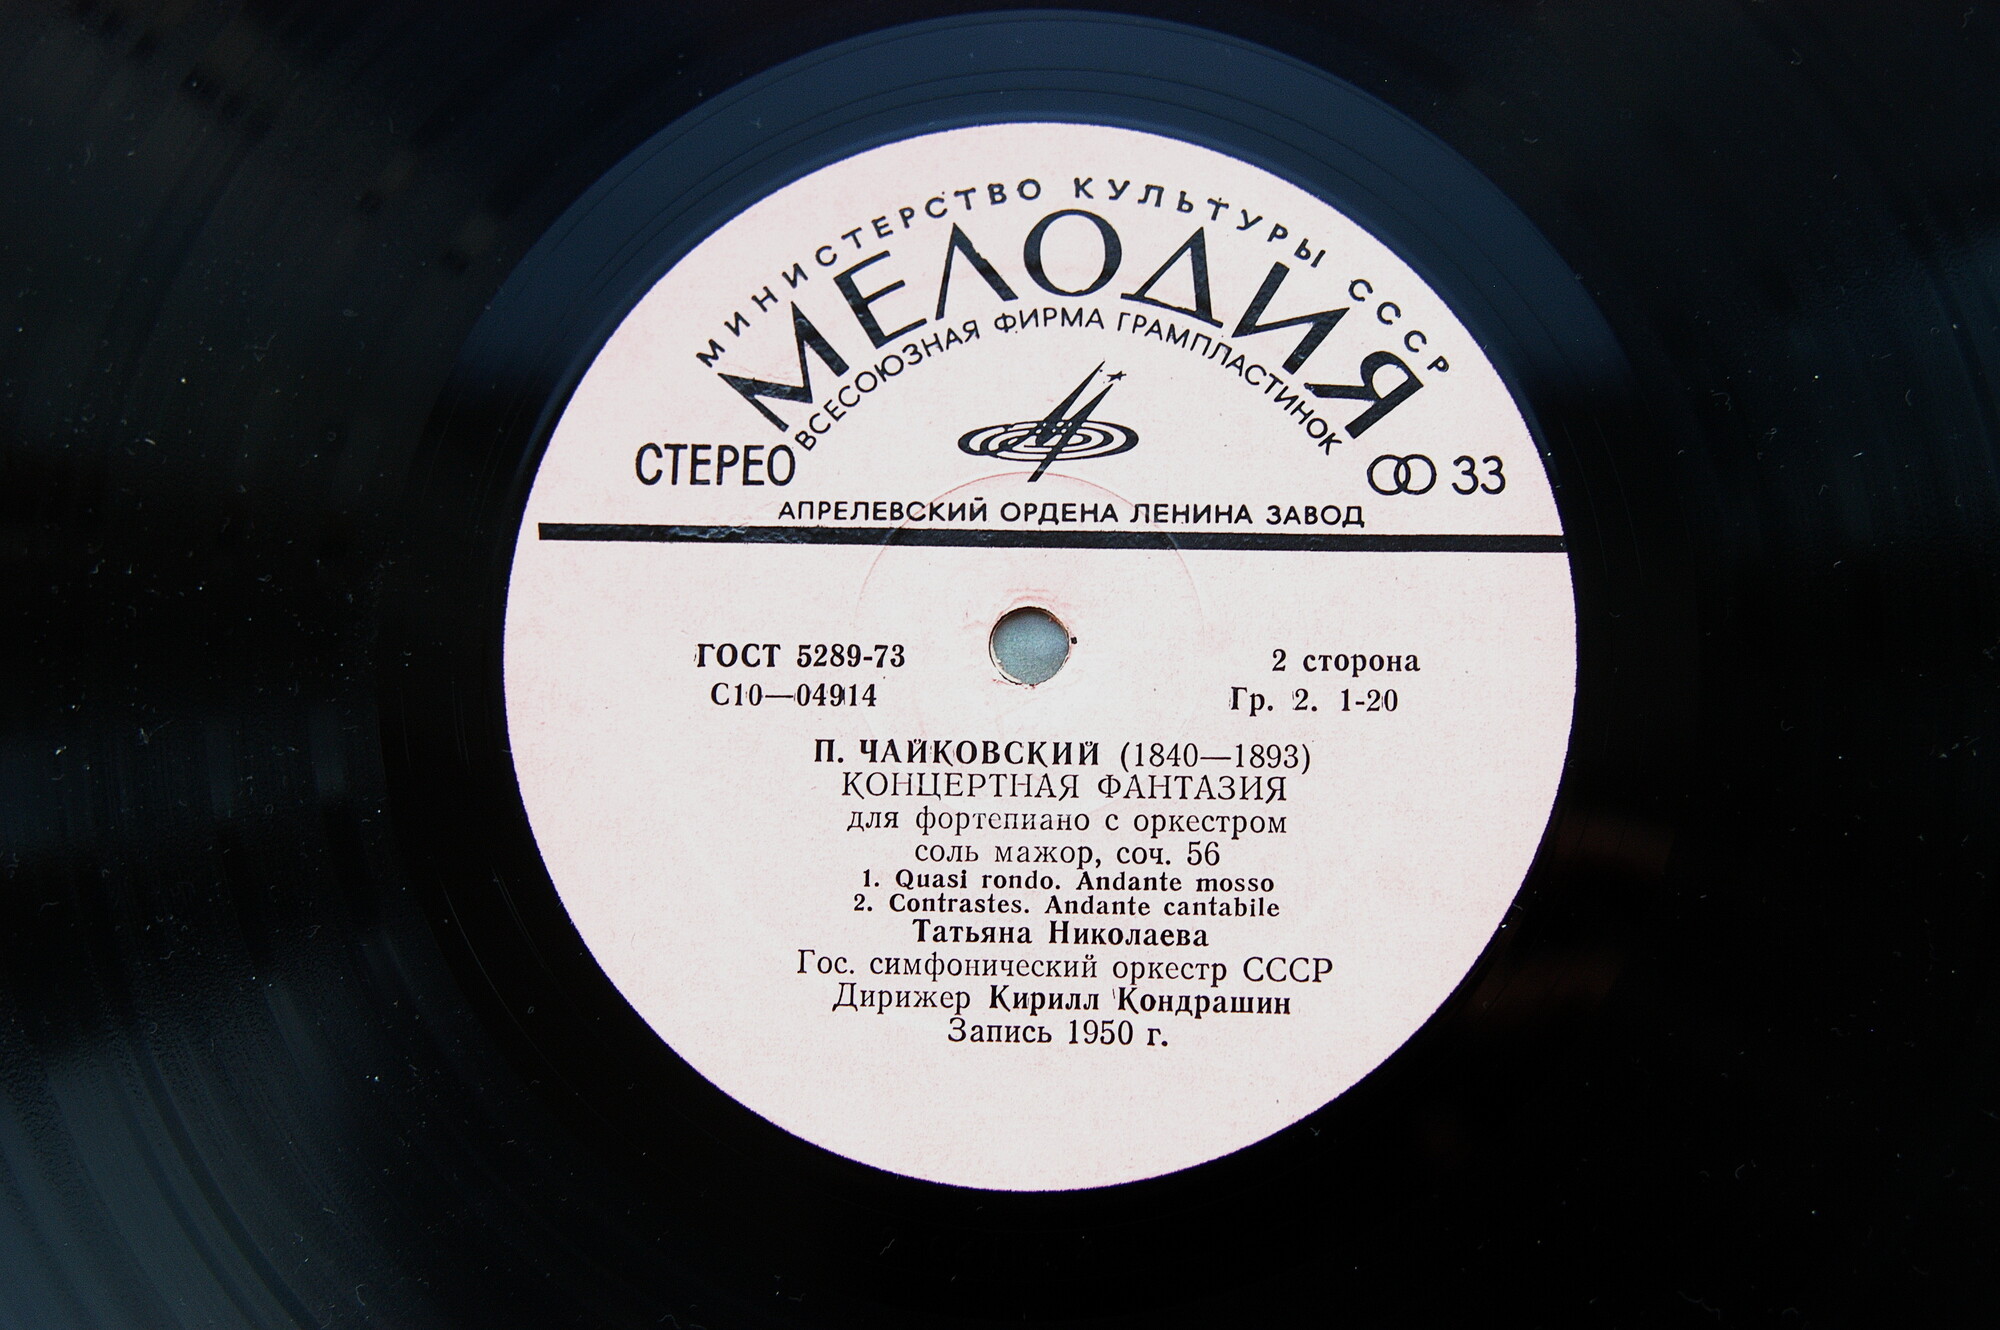 МИНИСТЕРСТВО КУЛЬТУРЫ СССР
МЕЛОДИЯ
ВСЕСОЮЗНАЯ ФИРМА ГРАМПЛАСТИНОК
СТЕРЕО
33
АПРЕЛЕВСКИЙ ОРДЕНА ЛЕНИНА ЗАВОД
ГОСТ 5289-73
2 сторона
С10—04914
Гр. 2. 1-20
П. ЧАЙКОВСКИЙ (1840—1893)
КОНЦЕРТНАЯ ФАНТАЗИЯ
для фортепиано с оркестром
соль мажор, соч. 56
1. Quasi rondo. Andante mosso
2. Contrastes. Andante cantabile
Татьяна Николаева
Гос. симфонический оркестр СССР
Дирижер Кирилл Кондрашин
Запись 1950 г.